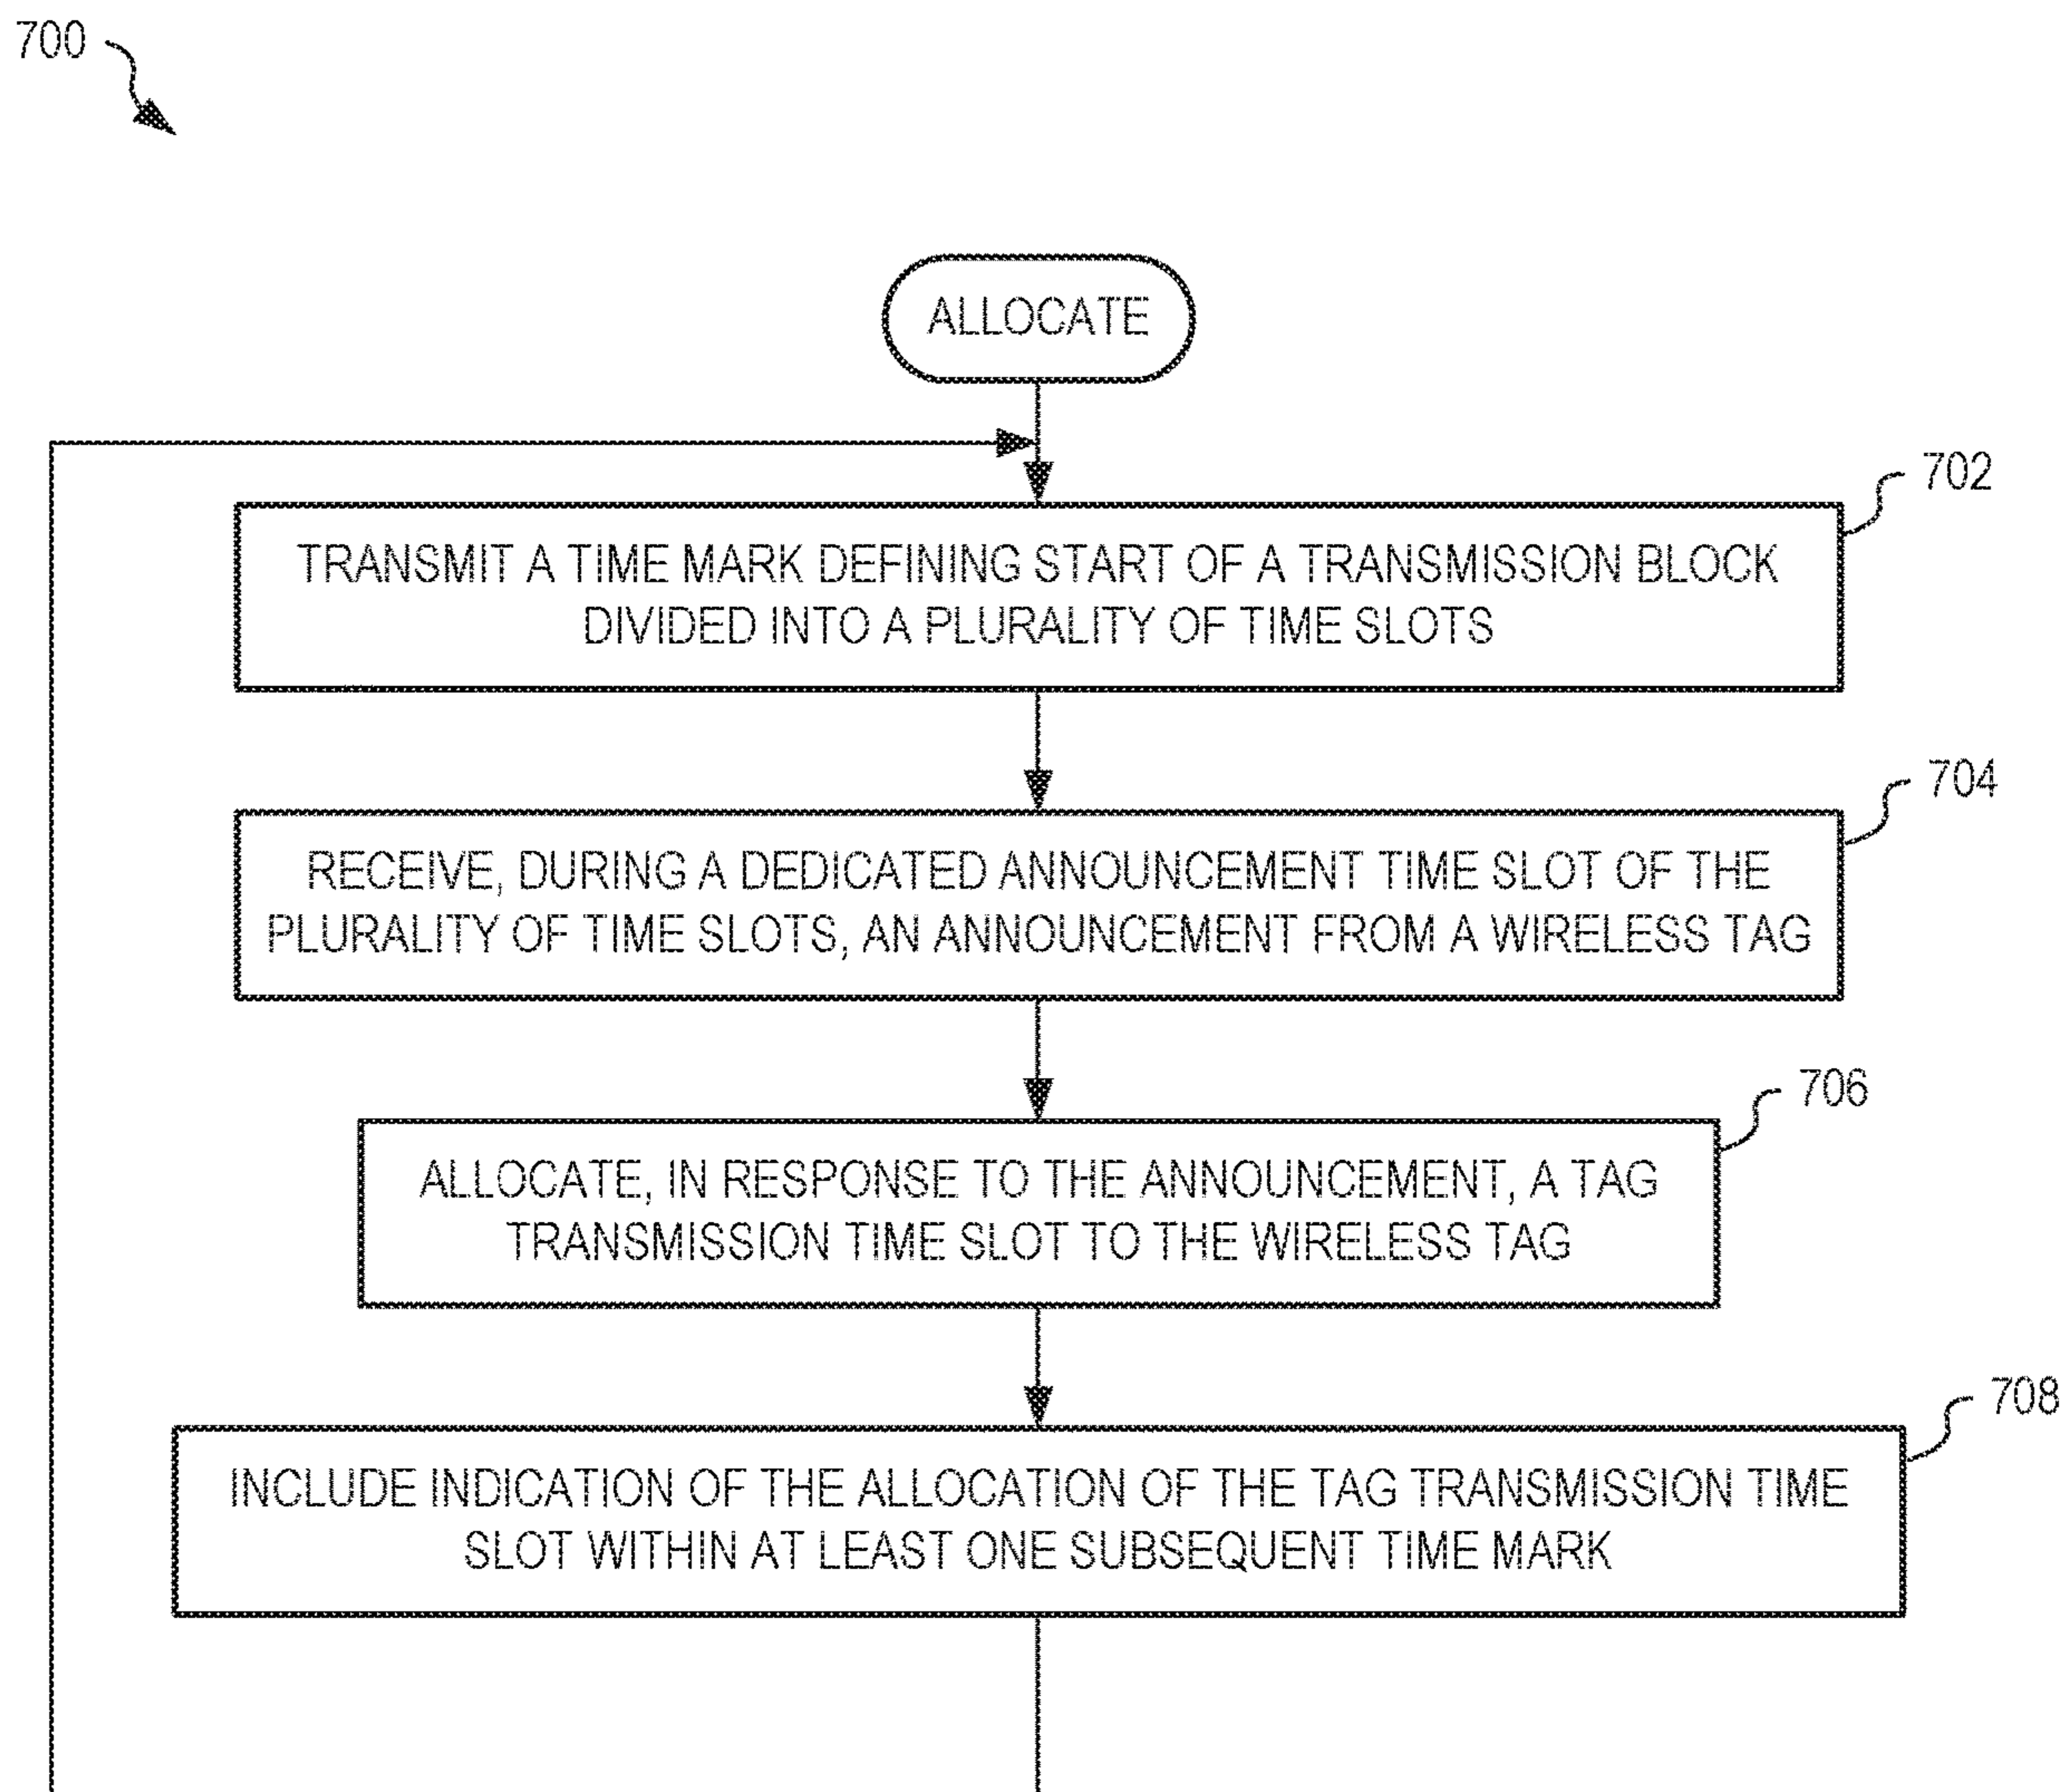 700
ALLOCATE
702
TRANSMIT A TIME MARK DEFINING START OF A TRANSMISSION BLOCK
DIVIDED INTO A PLURALITY OF TIME SLOTS
704
RECEIVE, DURING A DEDICATED ANNOUNCEMENT TIME SLOT OF THE
PLURALITY OF TIME SLOTS, AN ANNOUNCEMENT FROM A WIRELESS TAG
706
ALLOCATE, IN RESPONSE TO THE ANNOUNCEMENT, A TAG
TRANSMISSION TIME SLOT TO THE WIRELESS TAG
708
INCLUDE INDICATION OF THE ALLOCATION OF THE TAG TRANSMISSION TIME
SLOT WITHIN AT LEAST ONE SUBSEQUENT TIME MARK